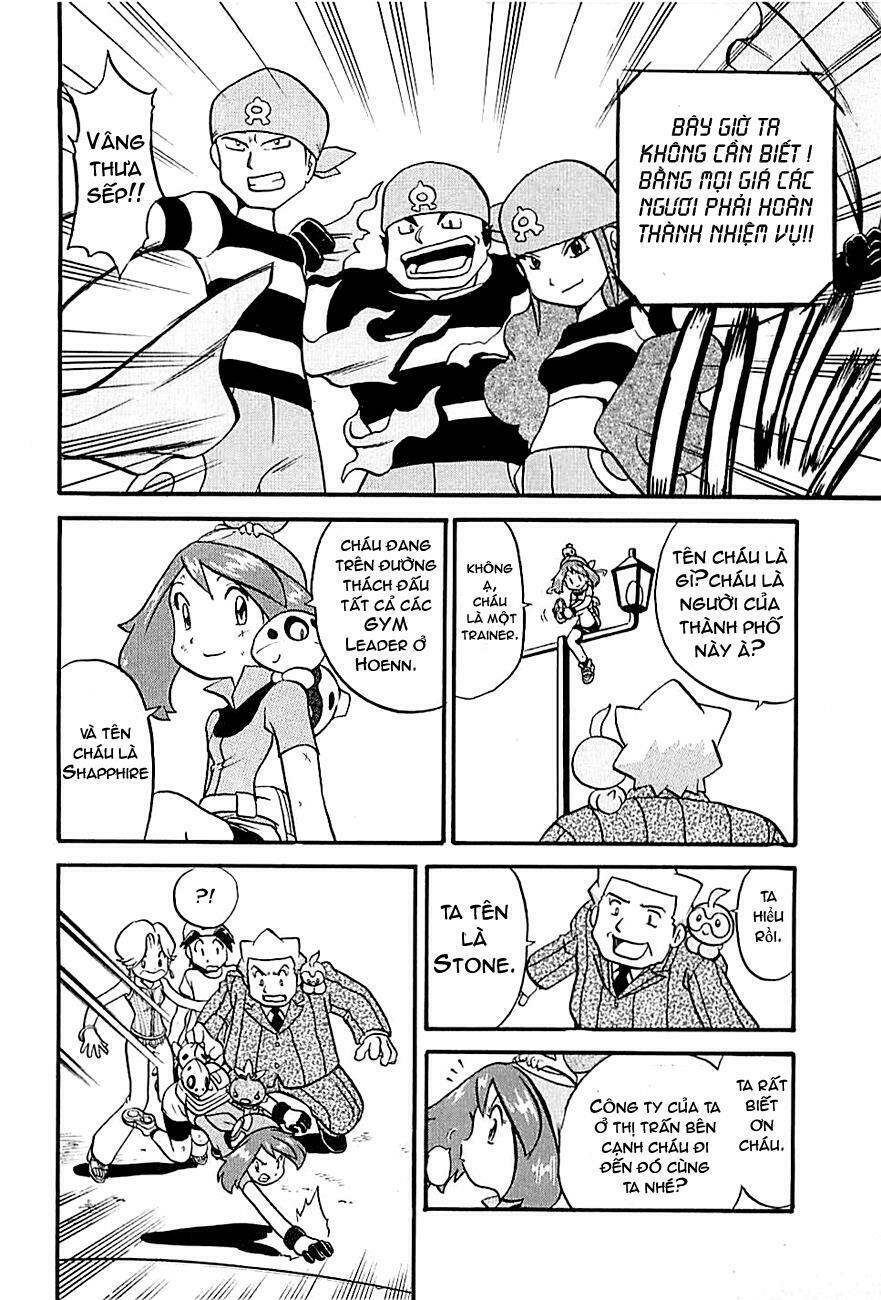 BÂY GIỜ TA
KHÔNG CẦN BIẾT !
BẰNG MỌI GIÁ CÁC
NGƯƠI PHẢI HOÀN
THÀNH NHIỆM VỤ!!
VÂNG
THƯA
SẾP!!
TÊN CHÁU LÀ
GÌ?CHÁU LÀ
NGƯỜI CỦA
THÀNH PHỐ
NÀY À?
KHÔNG
Ạ,
CHÁU
LÀ MỘT
TRAINER.
CHÁU ĐANG
TRÊN ĐƯỜNG
THÁCH ĐẤU
TẤT CẢ CÁC
GYM
LEADER Ở
HOENN.
VÀ TÊN
CHÁU LÀ
SHAPPHIRE
TA
HIỂU
RỒI.
TA TÊN
LÀ
STONE.
TA RẤT
BIẾT
ƠN
CHÁU.
CÔNG TY CỦA TA
Ở THỊ TRẤN BÊN
CẠNH CHÁU ĐI
ĐẾN ĐÓ CÙNG
TA NHÉ?
?!